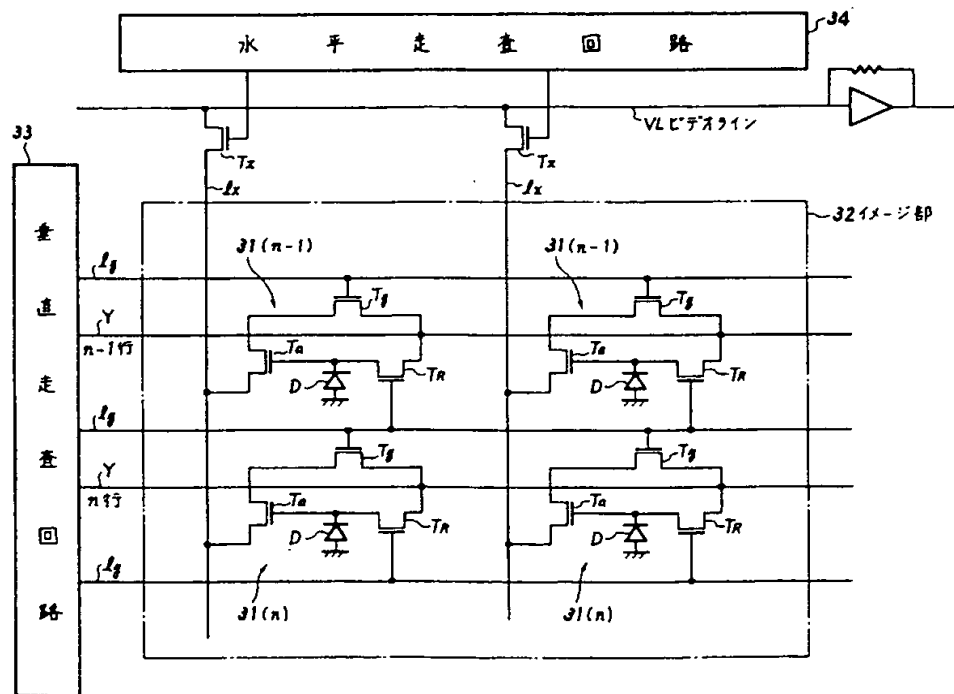 34
水平走査回路
VLビデオライン
33
Tx
Tx
lx
lx
32イメージ部
垂直走査回路
31(n-1)
31(n-1)
lg
Tg
Tg
Y
n-1行
Ta
Ta
D
TR
D
TR
lg
Tg
Tg
Y
n行
Ta
Ta
D
TR
D
TR
lg
31(n)
31(n)